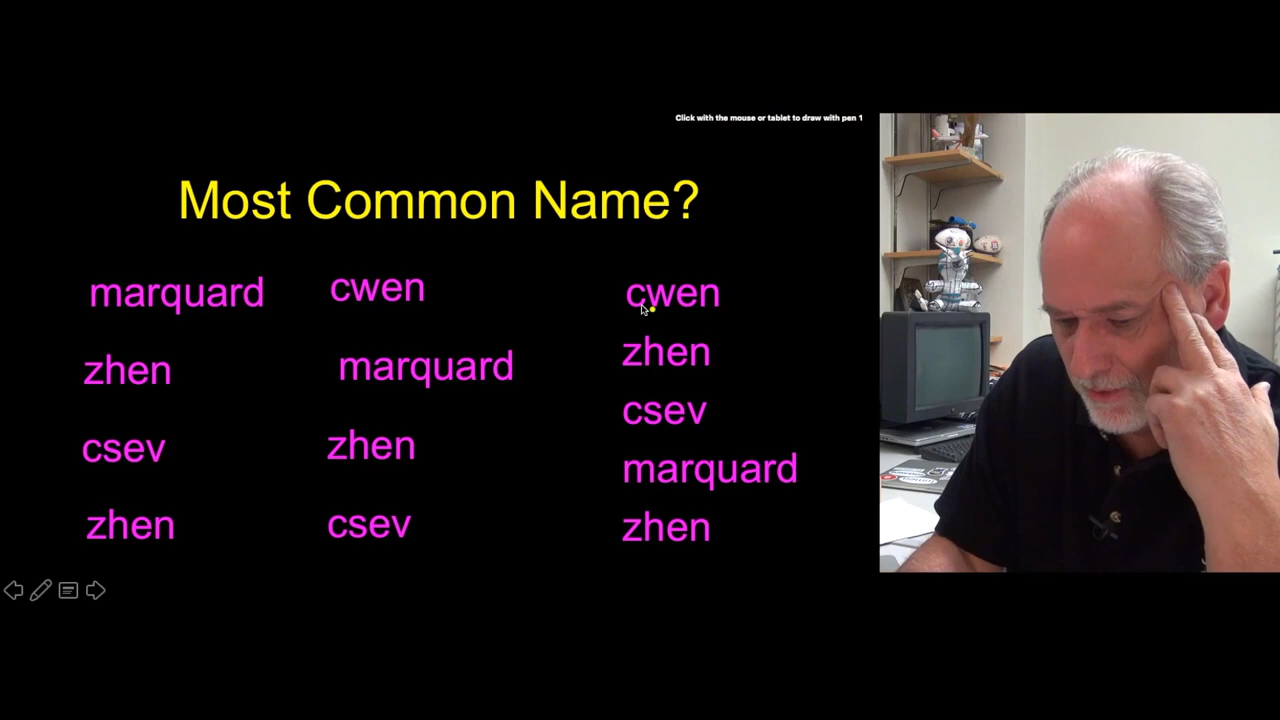 Click with the mouse or tablet to draw with pen 1
Most Common Name?
marquard
zhen
csev
zhen
cwen
marquard
zhen
csev
cwen
zhen
csev
marquard
zhen